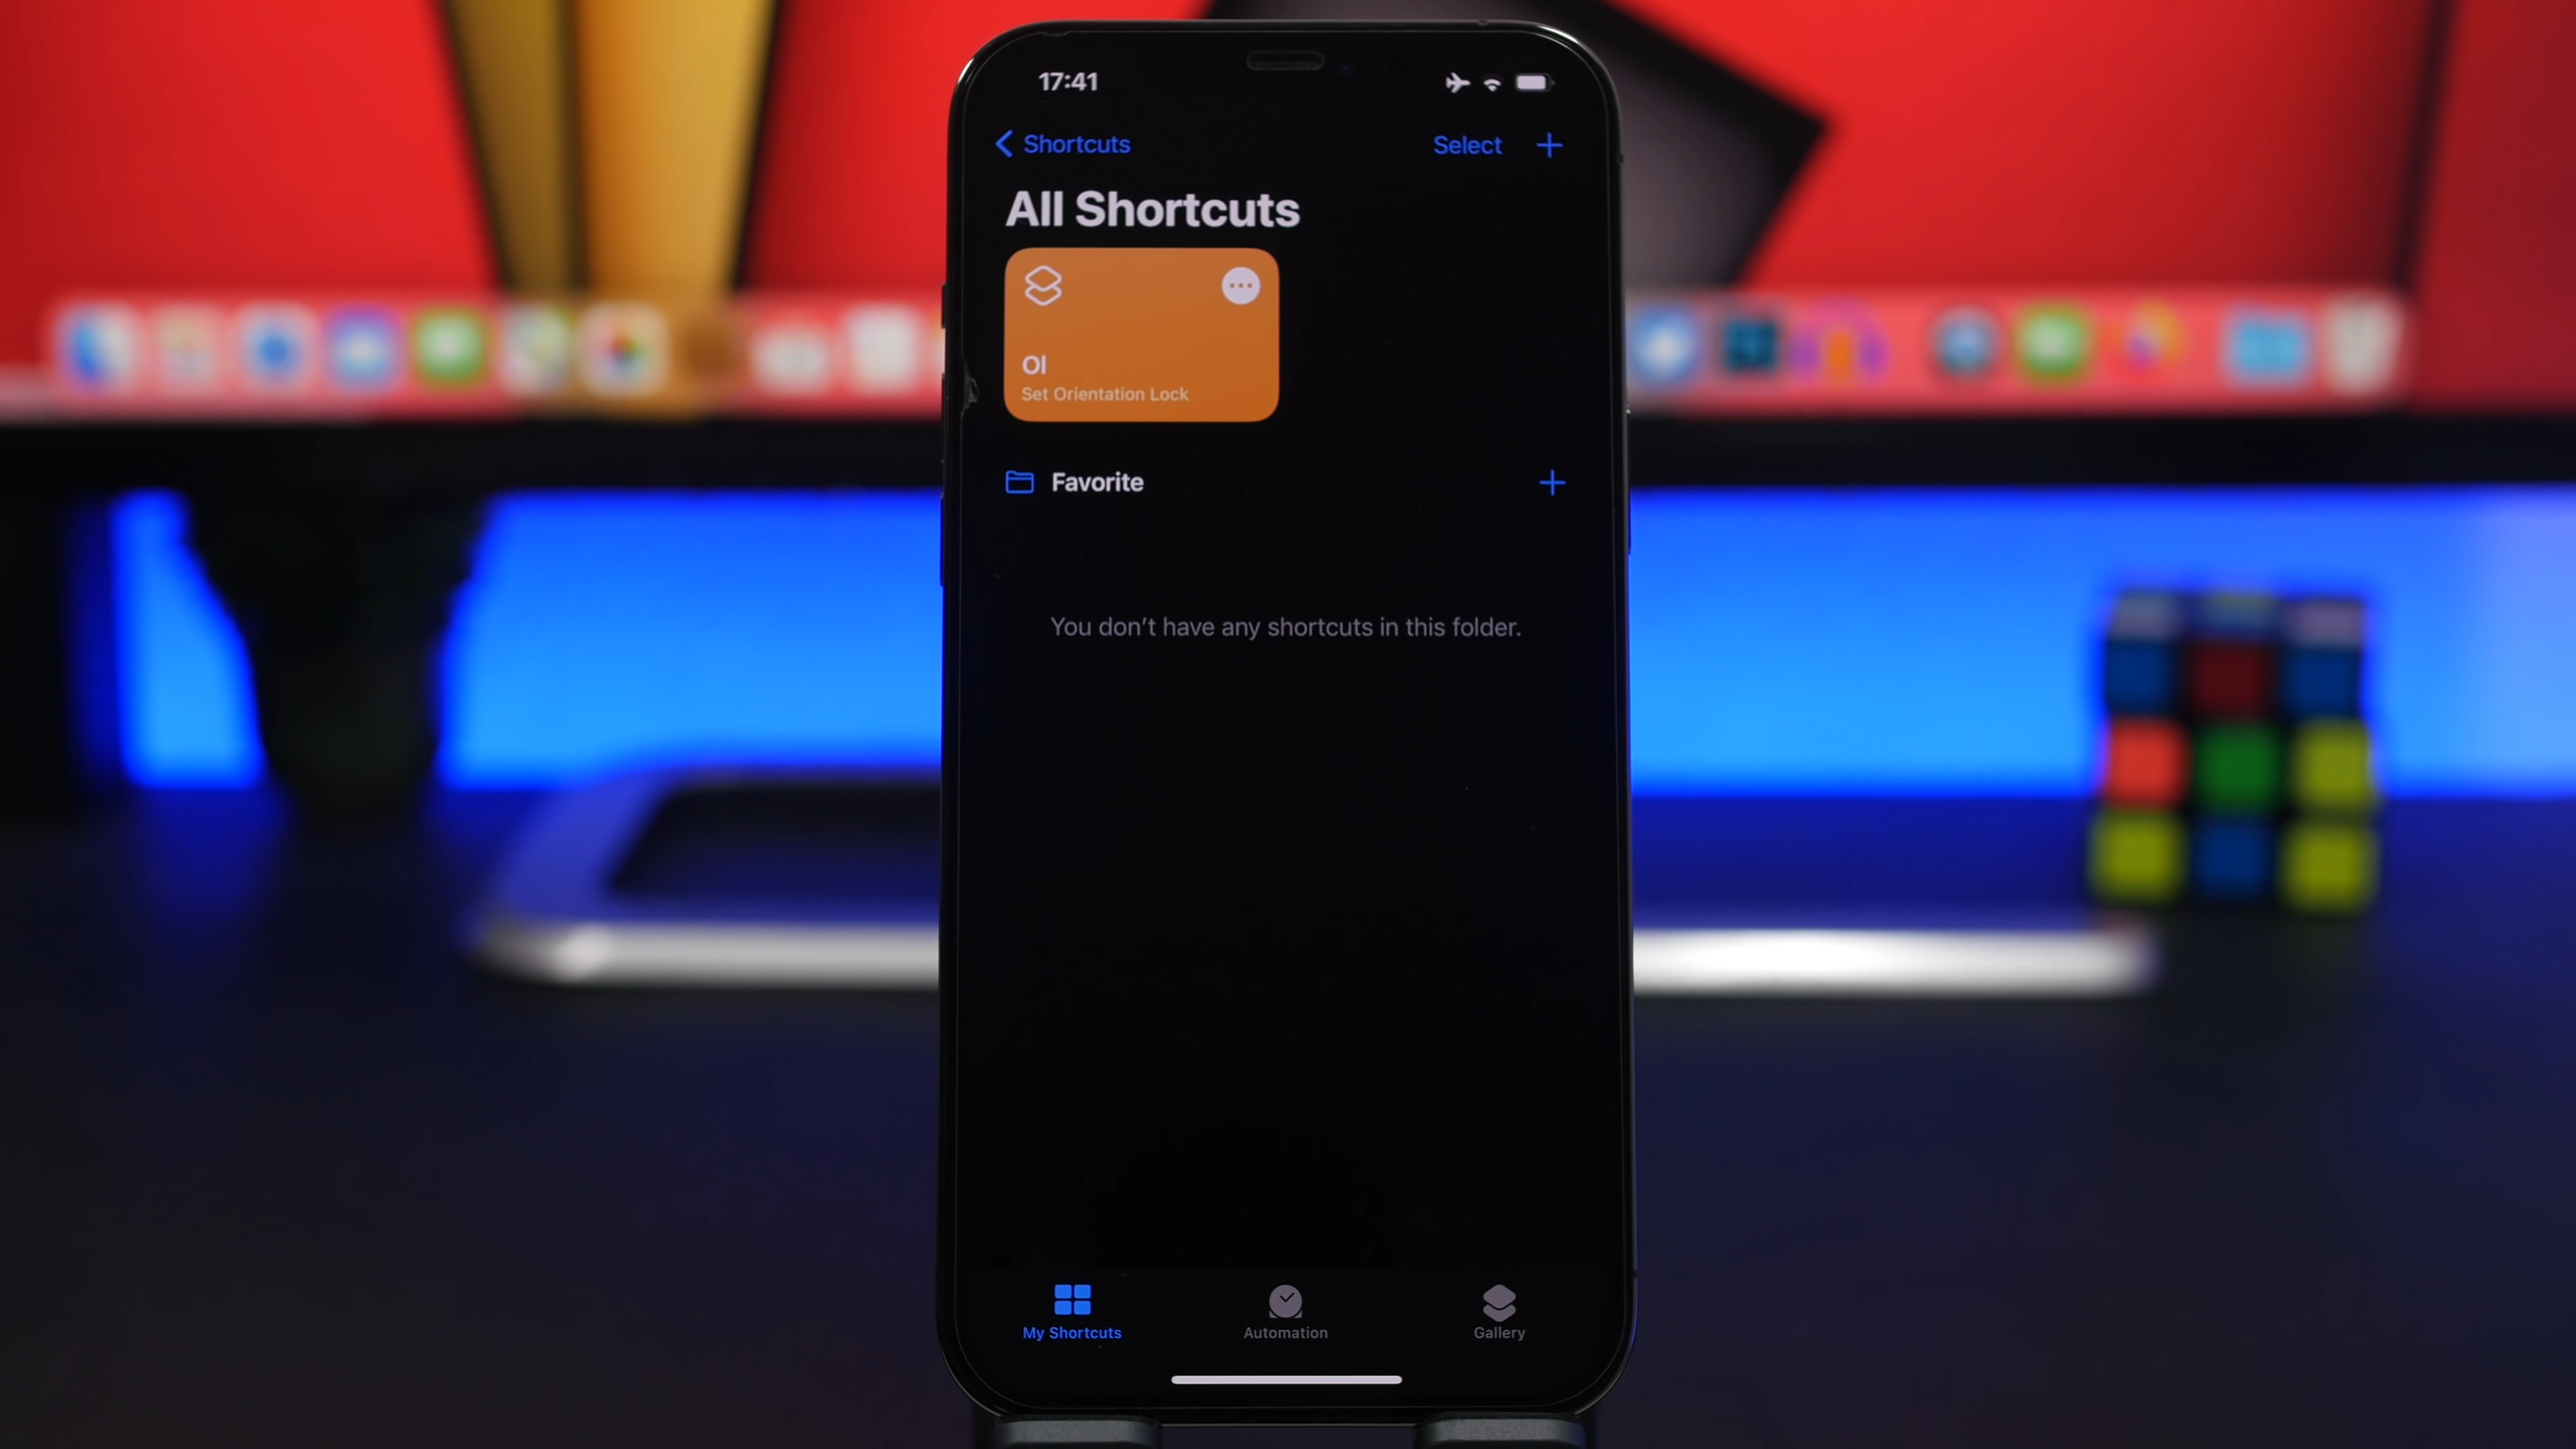 17:41
Shortcuts
Select
All Shortcuts
Ol
Set Orientation Lock
Favorite
You don’t have any shortcuts in this folder.
My Shortcuts
Automation
Gallery